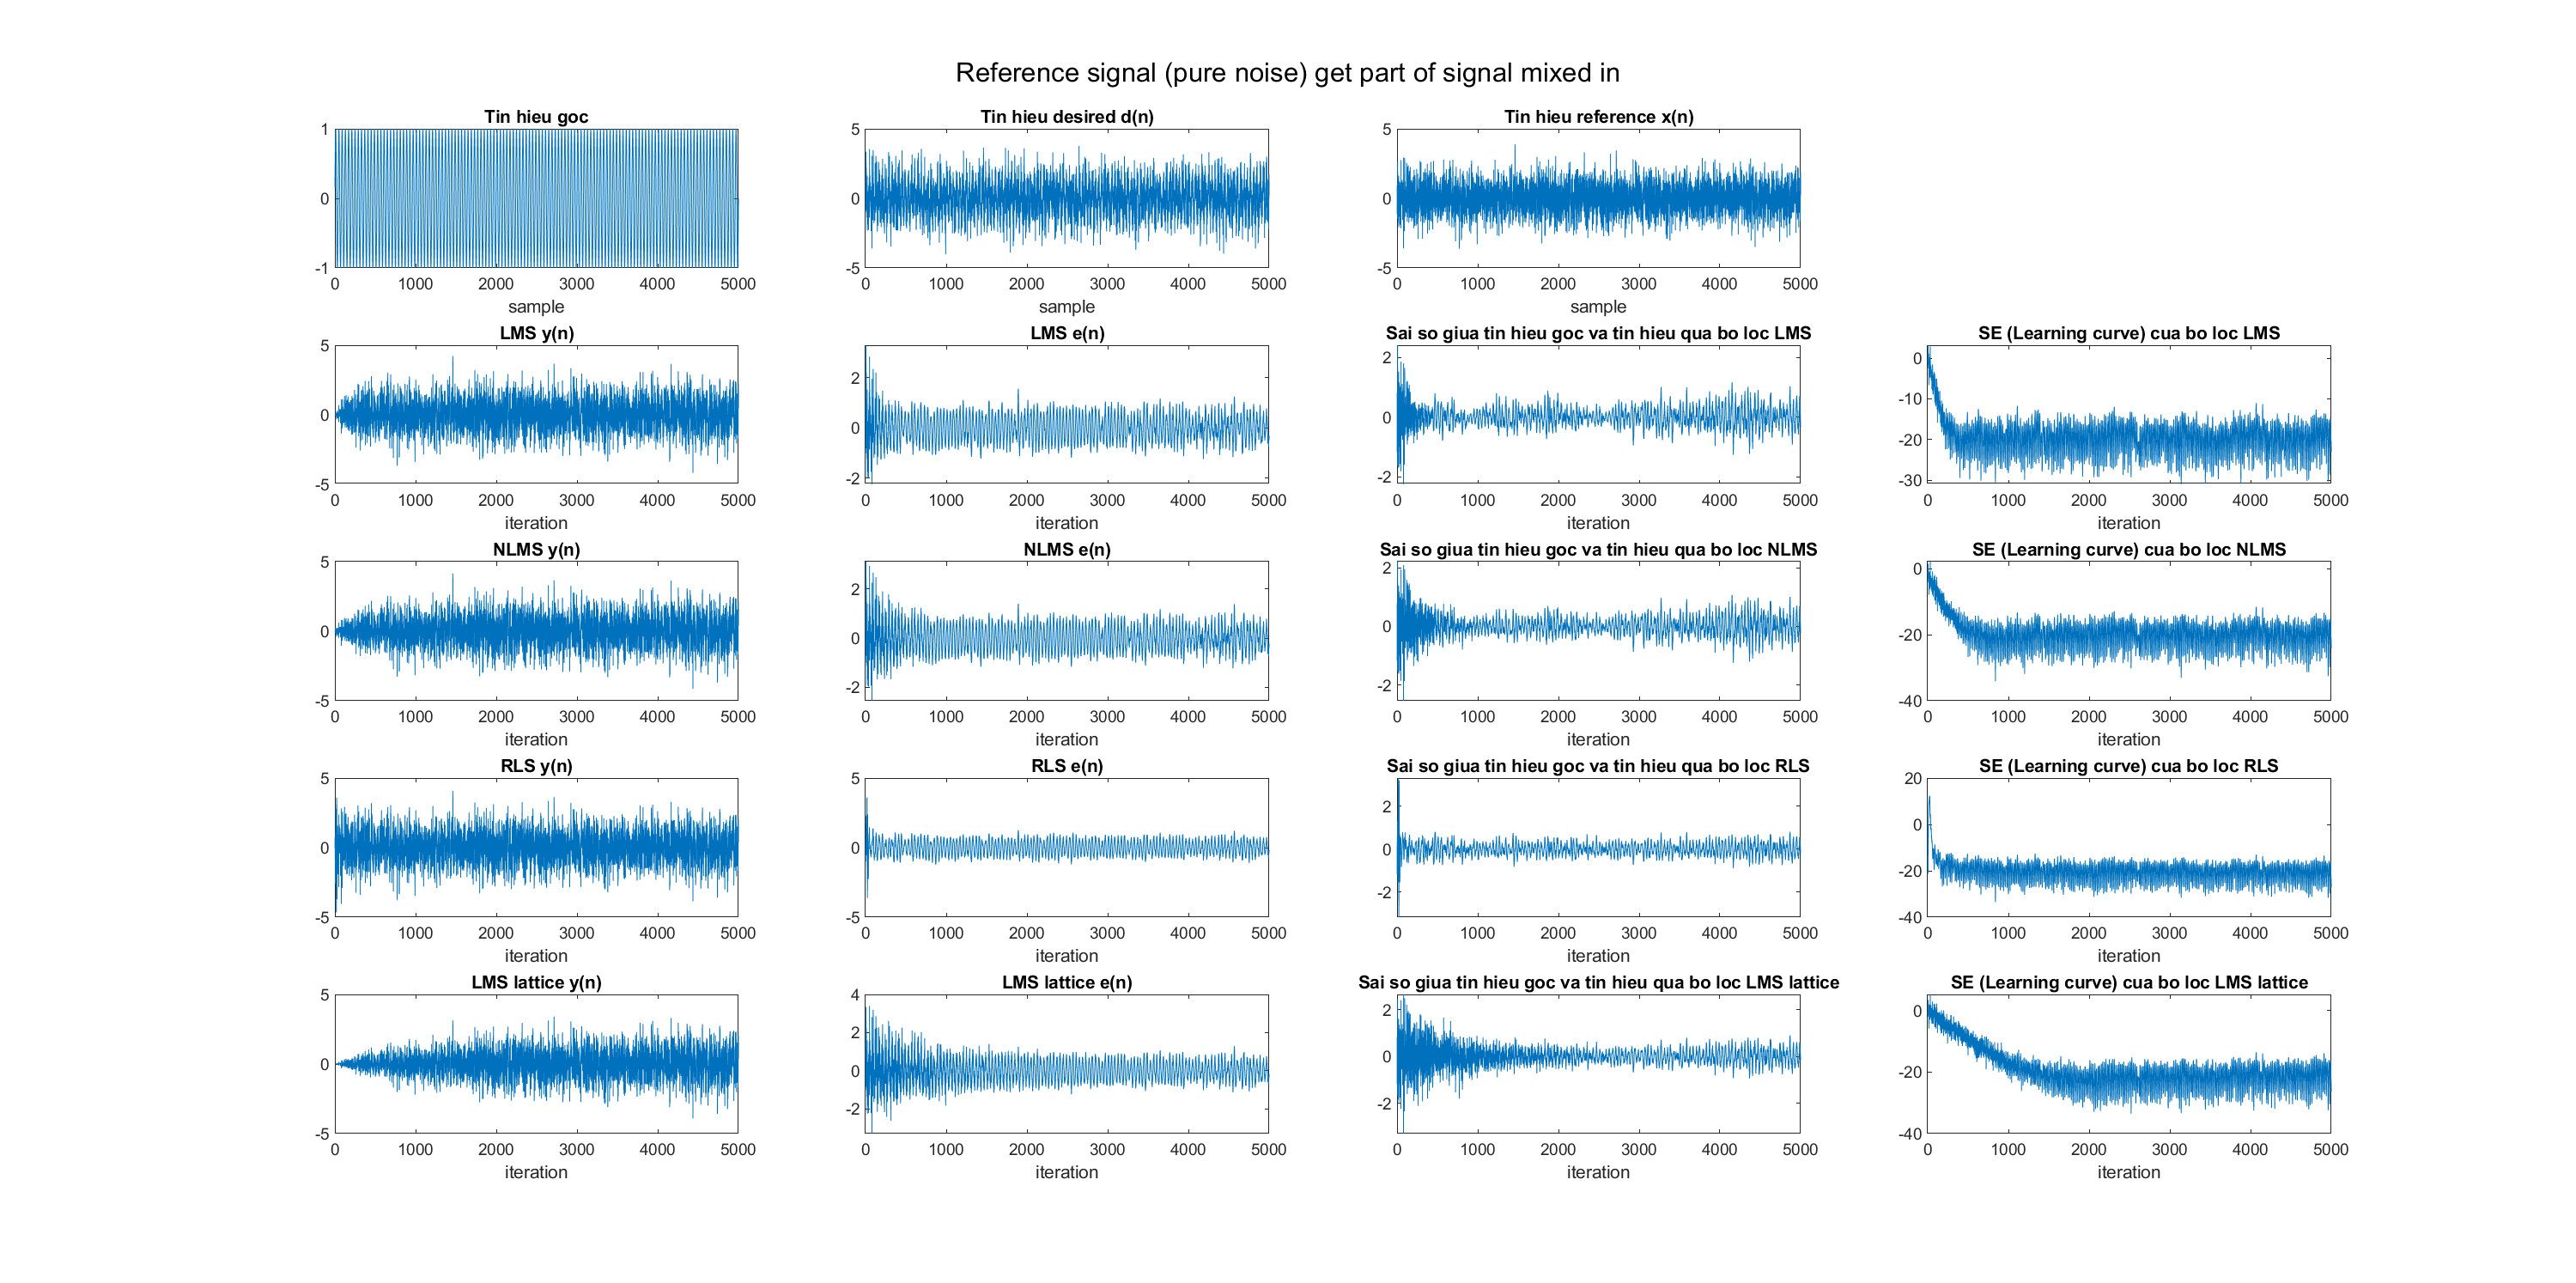 Reference signal (pure noise) get part of signal mixed in
Tin hieu goc
1
0
-1
0 1000 2000 3000 4000 5000
sample
Tin hieu desired d(n)
5
0
-5
0 1000 2000 3000 4000 5000
sample
Tin hieu reference x(n)
5
0
-5
0 1000 2000 3000 4000 5000
sample
LMS y(n)
5
0
-5
0 1000 2000 3000 4000 5000
iteration
LMS e(n)
2
0
-2
0 1000 2000 3000 4000 5000
iteration
Sai so giua tin hieu goc va tin hieu qua bo loc LMS
2
0
-2
0 1000 2000 3000 4000 5000
iteration
SE (Learning curve) cua bo loc LMS
0
-10
-20
-30
0 1000 2000 3000 4000 5000
iteration
NLMS y(n)
5
0
-5
0 1000 2000 3000 4000 5000
iteration
NLMS e(n)
2
0
-2
0 1000 2000 3000 4000 5000
iteration
Sai so giua tin hieu goc va tin hieu qua bo loc NLMS
2
0
-2
0 1000 2000 3000 4000 5000
iteration
SE (Learning curve) cua bo loc NLMS
0
-20
-40
0 1000 2000 3000 4000 5000
iteration
RLS y(n)
5
0
-5
0 1000 2000 3000 4000 5000
iteration
RLS e(n)
5
0
-5
0 1000 2000 3000 4000 5000
iteration
Sai so giua tin hieu goc va tin hieu qua bo loc RLS
2
0
-2
0 1000 2000 3000 4000 5000
iteration
SE (Learning curve) cua bo loc RLS
20
0
-20
-40
0 1000 2000 3000 4000 5000
iteration
LMS lattice y(n)
5
0
-5
0 1000 2000 3000 4000 5000
iteration
LMS lattice e(n)
4
2
0
-2
0 1000 2000 3000 4000 5000
iteration
Sai so giua tin hieu goc va tin hieu qua bo loc LMS lattice
2
0
-2
0 1000 2000 3000 4000 5000
iteration
SE (Learning curve) cua bo loc LMS lattice
0
-20
-40
0 1000 2000 3000 4000 5000
iteration